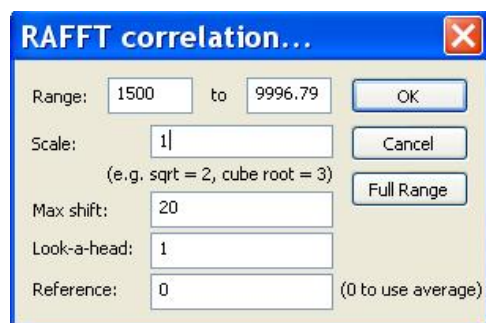 RAFFT correlation...
Range: 1500 to 9996.79 OK
Scale: 1 Cancel
(e.g. sqrt = 2, cube root = 3) Full Range
Max shift: 20
Look-a-head: 1
Reference: 0 (0 to use average)